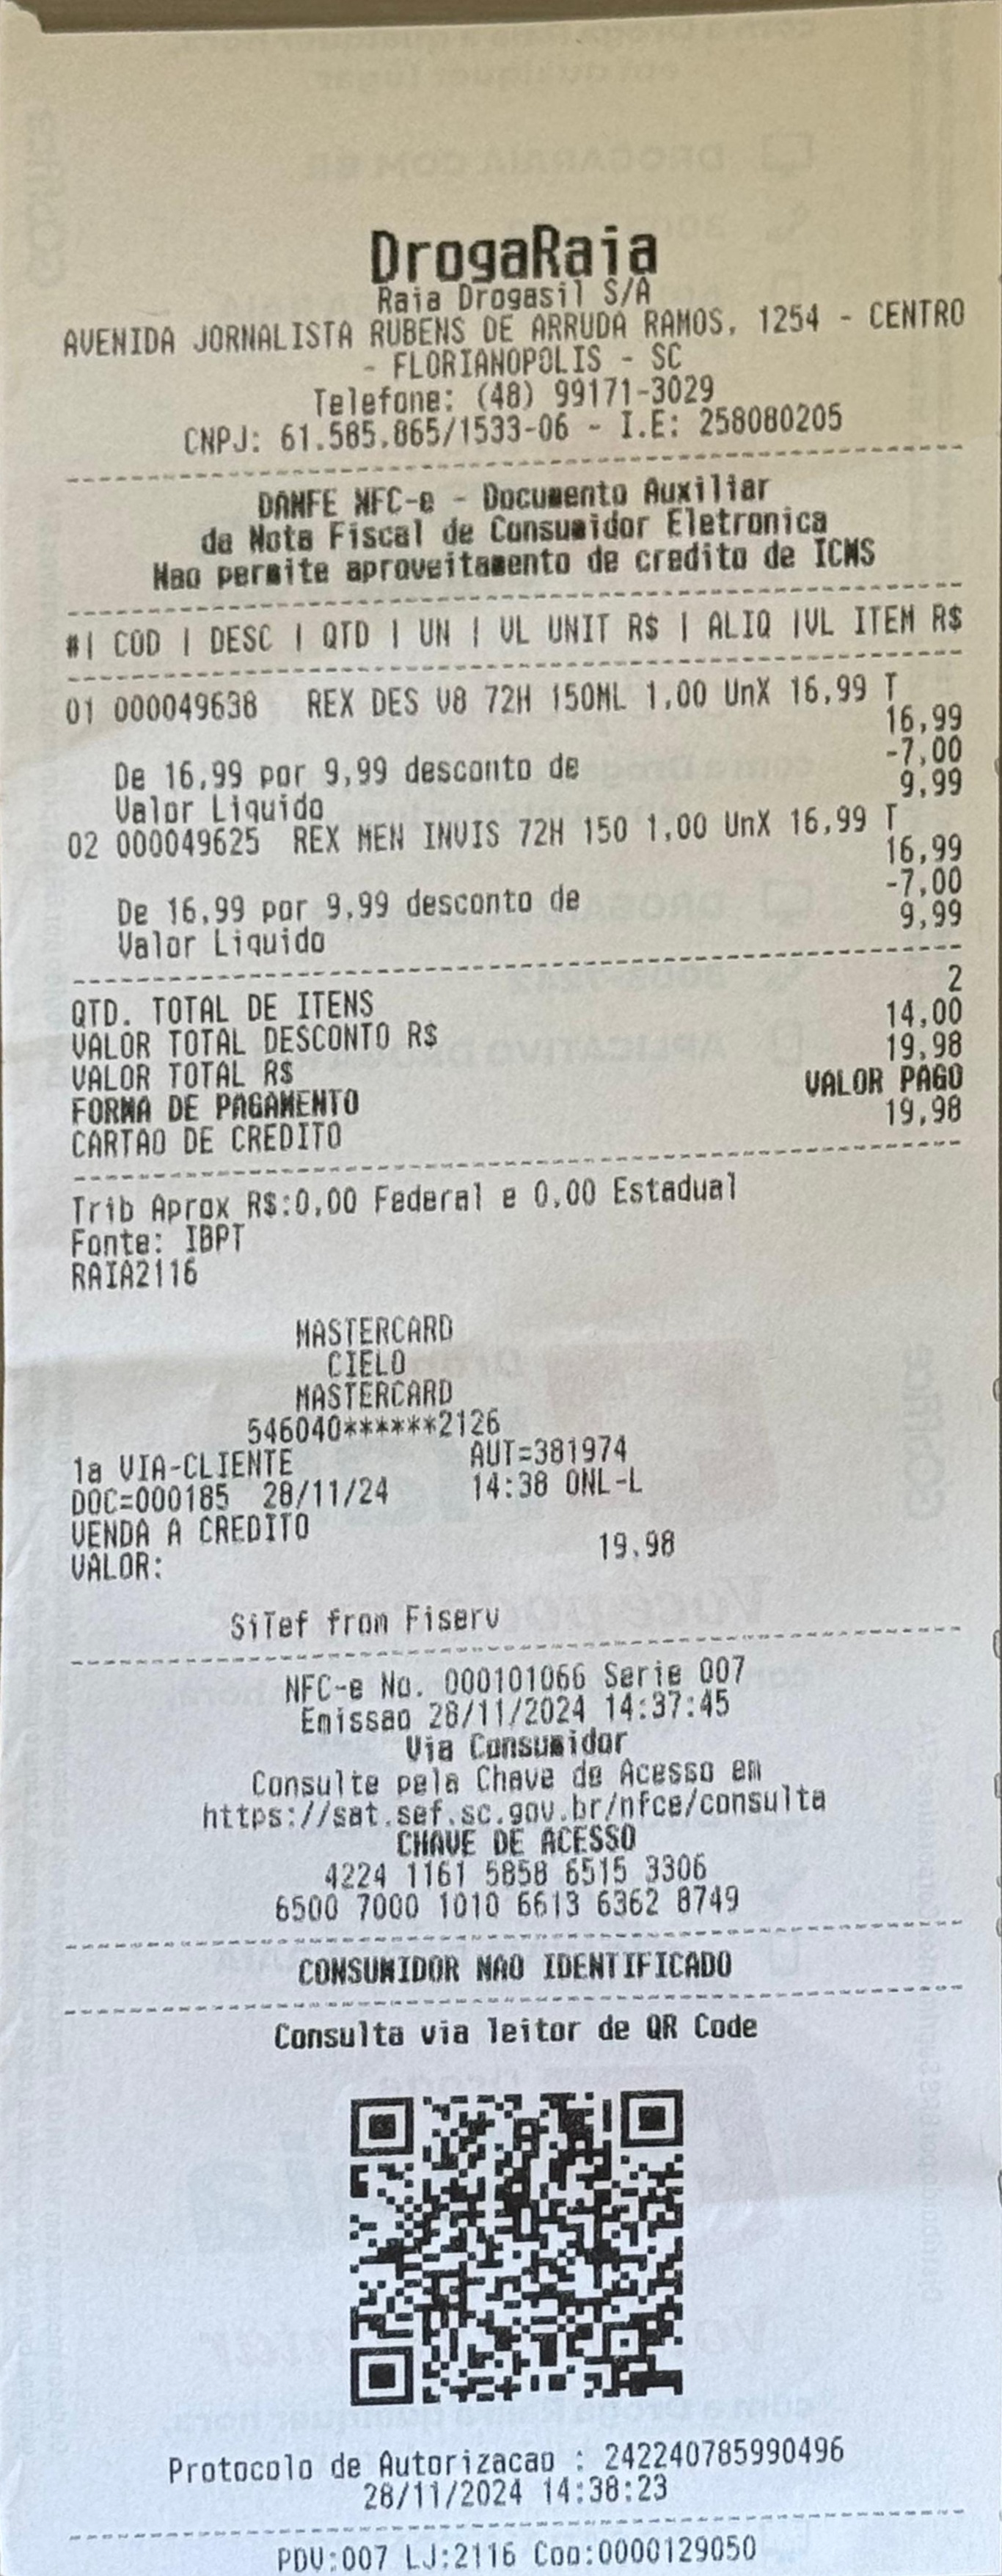 DrogaRaia
Raia Drogasil S/A
AVENIDA JORNALISTA RUBENS DE ARRUDA RAMOS, 1254 - CENTRO
- FLORIANOPOLIS - SC
Telefone: (48) 99171-3029
CNPJ: 61.585.865/1533-06 - I.E: 258080205
DANFE NFC-e - Documento Auxiliar
da Nota Fiscal de Consumidor Eletronica
Nao permite aproveitamento de credito de ICMS
#| COD | DESC | QTD | UN | VL UNIT R$ | ALIQ |VL ITEM R$
01 000049638 REX DES V8 72H 150ML 1,00 UnX 16,99 T
16,99
De 16,99 por 9,99 desconto de -7,00
Valor Liquido 9,99
02 000049625 REX MEN INVIS 72H 150 1,00 UnX 16,99 T
16,99
De 16,99 por 9,99 desconto de -7,00
Valor Liquido 9,99
QTD. TOTAL DE ITENS 2
VALOR TOTAL DESCONTO R$ 14,00
VALOR TOTAL R$ 19,98
FORMA DE PAGAMENTO VALOR PAGO
CARTAO DE CREDITO 19,98
Trib Aprox R$:0,00 Federal e 0,00 Estadual
Fonte: IBPT
RAIA2116
MASTERCARD
CIELO
MASTERCARD
546040******2126
1a VIA-CLIENTE AUT=381974
DOC=000185 28/11/24 14:38 ONL-L
VENDA A CREDITO
VALOR: 19,98
SiTef from Fiserv
NFC-e No. 000101066 Serie 007
Emissao 28/11/2024 14:37:45
Via Consumidor
Consulte pela Chave de Acesso em
https://sat.sef.sc.gov.br/nfce/consulta
CHAVE DE ACESSO
4224 1161 5858 6515 3306
6500 7000 1010 6613 6362 8749
CONSUMIDOR NAO IDENTIFICADO
Consulta via leitor de QR Code
Protocolo de Autorizacao : 242240785990496
28/11/2024 14:38:23
PDV:007 LJ:2116 Coo:0000129050